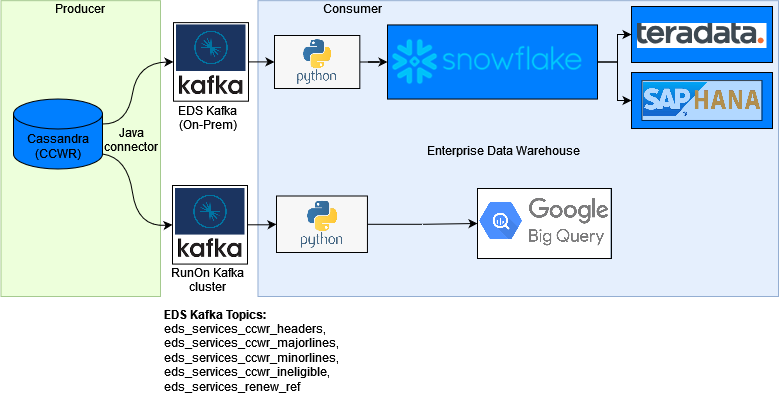 Producer
Consumer
kafka
EDS Kafka
(On-Prem)
python
snowflake
teradata.
SAP HANA
Cassandra
(CCWR)
Java
connector
Enterprise Data Warehouse
kafka
RunOn Kafka
cluster
python
Google
Big Query
EDS Kafka Topics:
eds_services_ccwr_headers,
eds_services_ccwr_majorlines,
eds_services_ccwr_minorlines,
eds_services_ccwr_ineligible,
eds_services_renew_ref